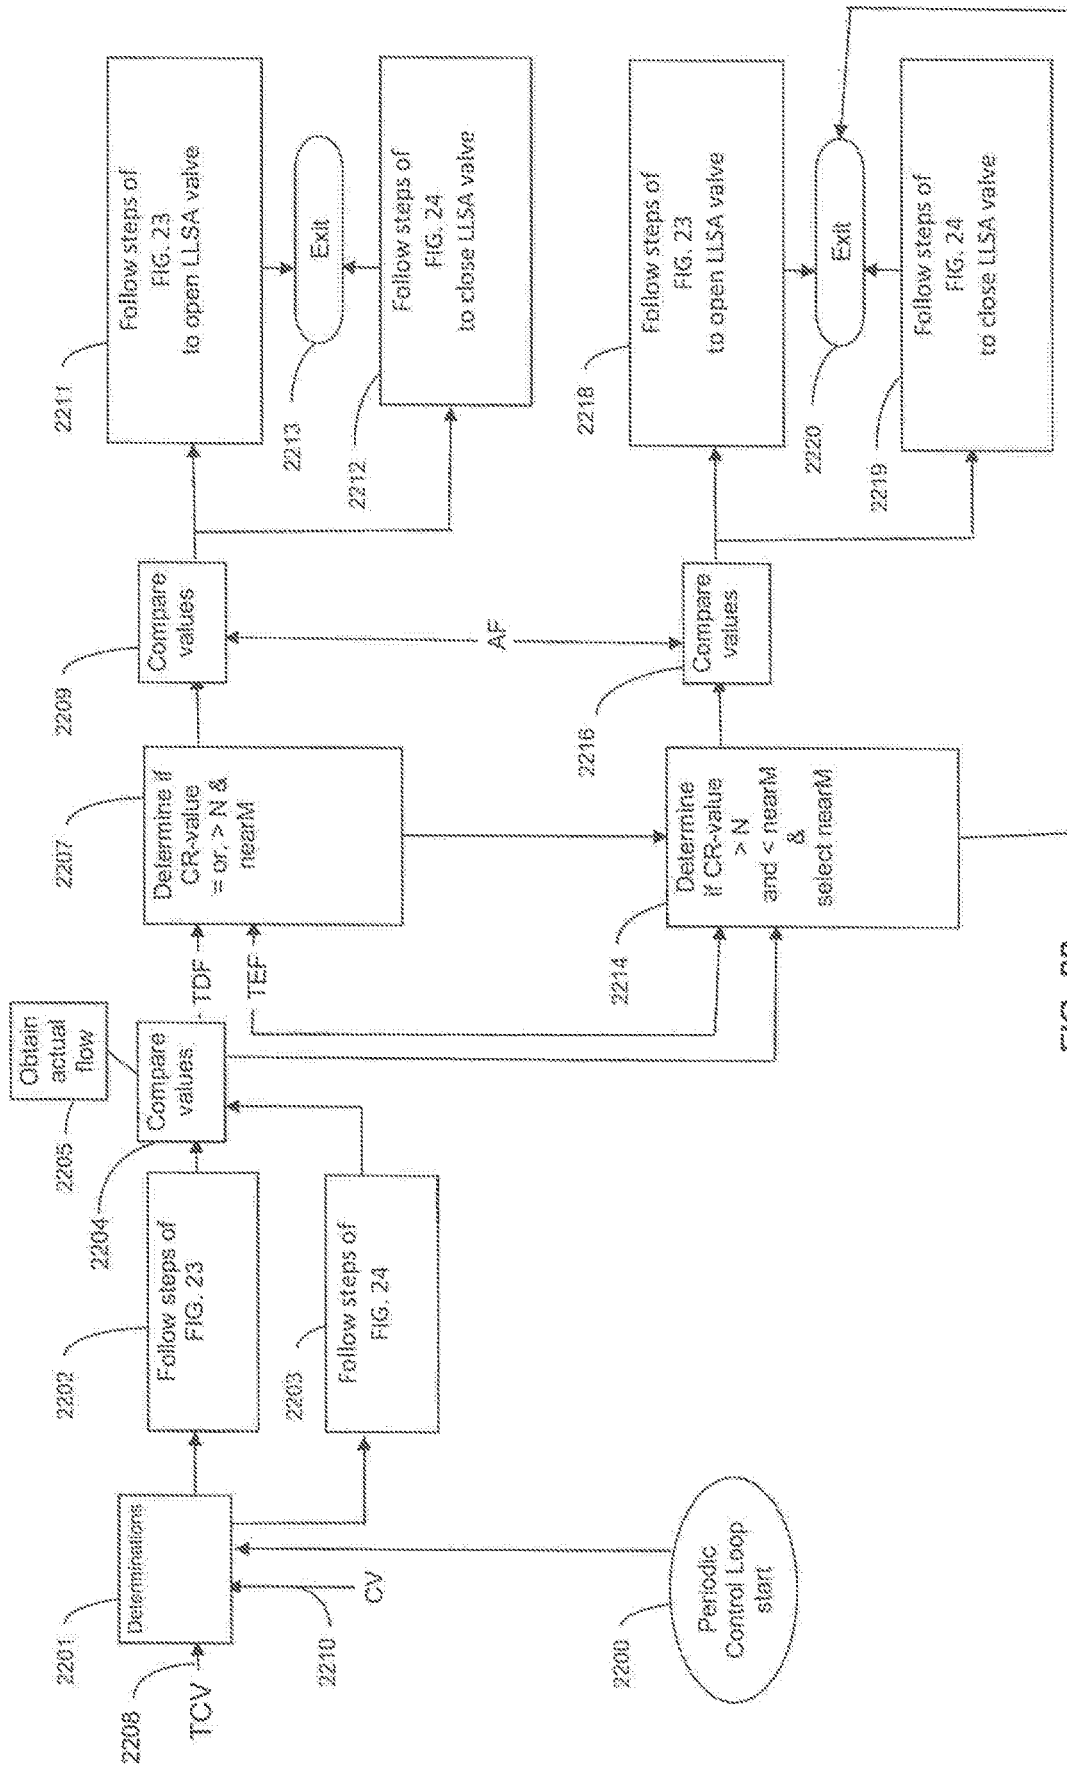 2208
TCV
2201
Determinations
2210
CV
2200
Periodic
Control Loop
start
2202
Follow steps of
FIG. 23
2203
Follow steps of
FIG. 24
2204
Compare
values
2205
Obtain
actual
flow
TDF
TEF
2207
Determine if
CR-value
= or, > N &
nearM
2214
Determine
if CR-value
> N
and < nearM
&
select nearM
2209
Compare
values
AF
2216
Compare
values
2211
Follow steps of
FIG. 23
to open LLSA valve
2213
Exit
2212
Follow steps of
FIG. 24
to close LLSA valve
2218
Follow steps of
FIG. 23
to open LLSA valve
2220
Exit
2219
Follow steps of
FIG. 24
to close LLSA valve